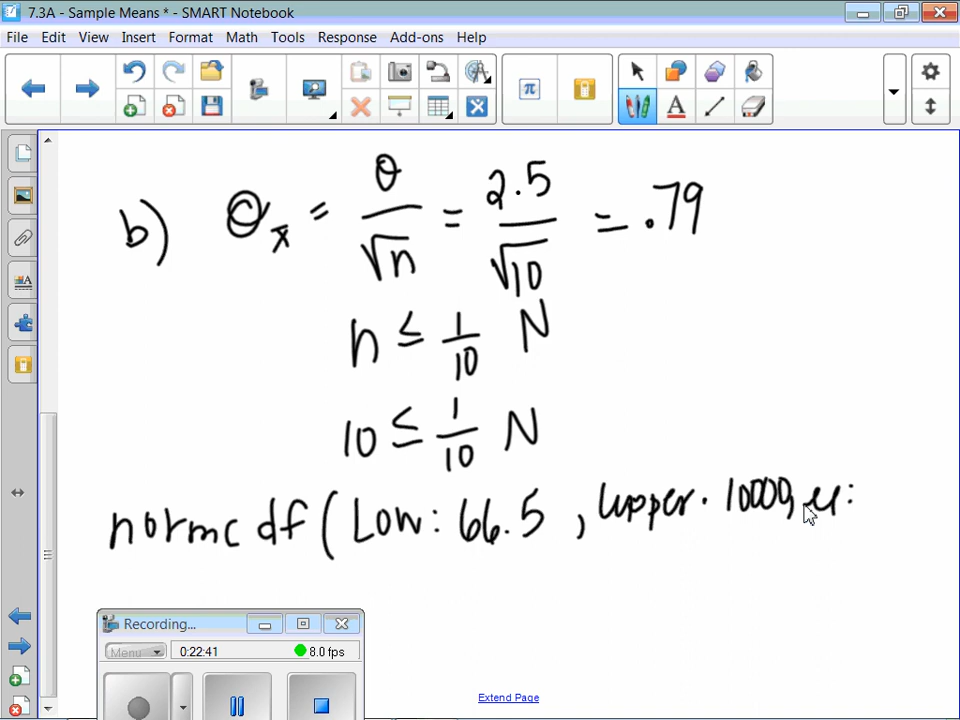 7.3A - Sample Means * - SMART Notebook
File Edit View Insert Format Math Tools Response Add-ons Help
b) σx̄ = σ/√n = 2.5/√10 = .79
n ≤ 1/10 N
10 ≤ 1/10 N
normcdf(Low: 66.5, upper. 10000, μ:
Recording...
Menu 0:22:41 8.0 fps
Extend Page